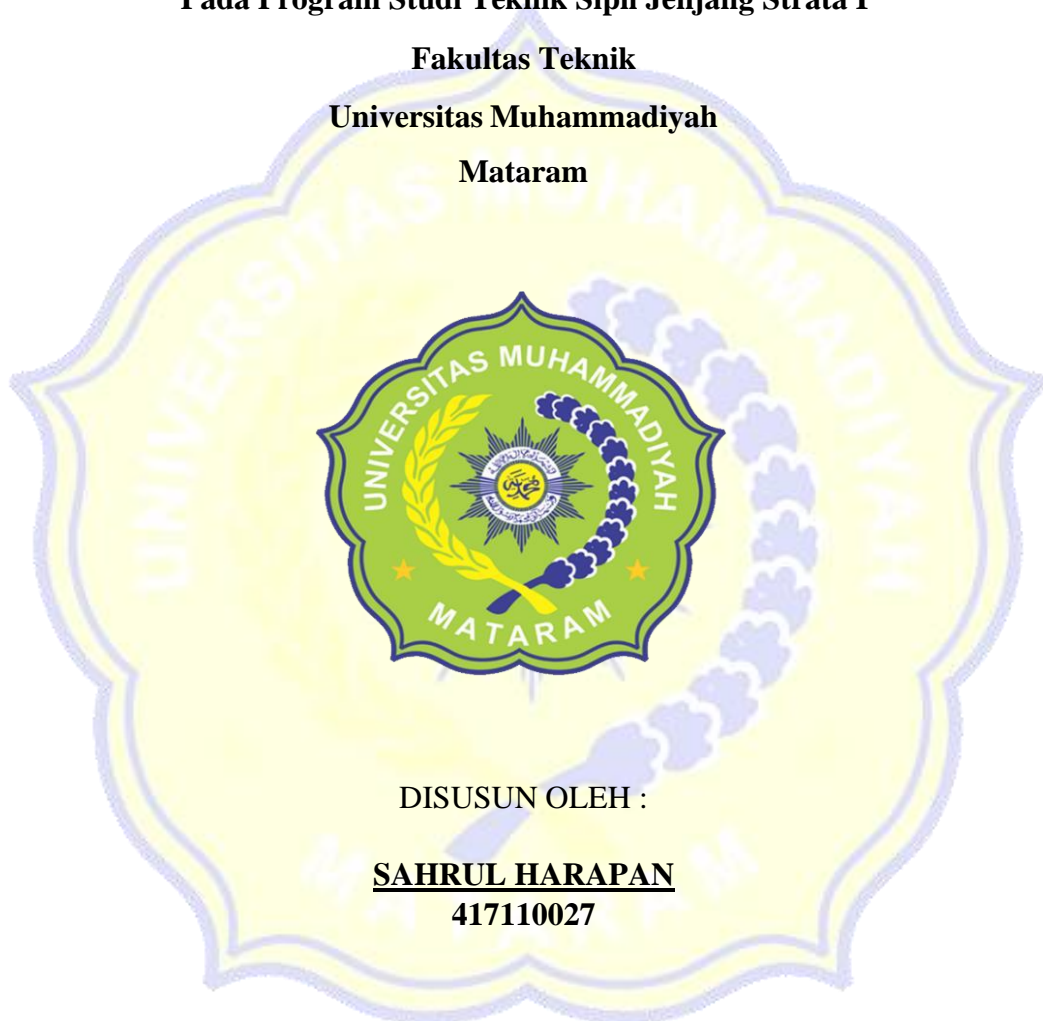 Pada Program Studi Teknik Sipil Jenjang Strata I
Fakultas Teknik
Universitas Muhammadiyah
Mataram
UNIVERSITAS MUHAMMADIYAH
MATARAM
DISUSUN OLEH :
SAHRUL HARAPAN
417110027